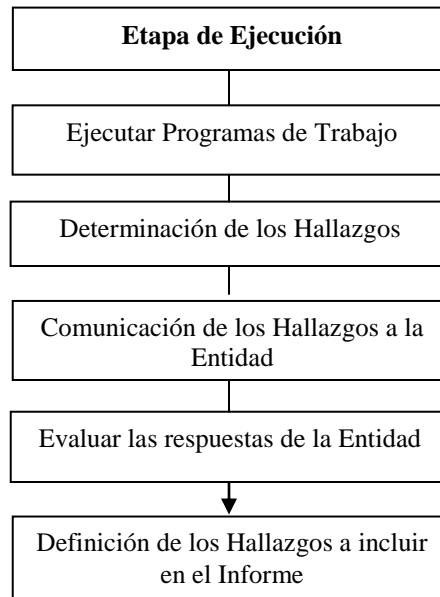 Etapa de Ejecución
Ejecutar Programas de Trabajo
Determinación de los Hallazgos
Comunicación de los Hallazgos a la
Entidad
Evaluar las respuestas de la Entidad
Definición de los Hallazgos a incluir
en el Informe